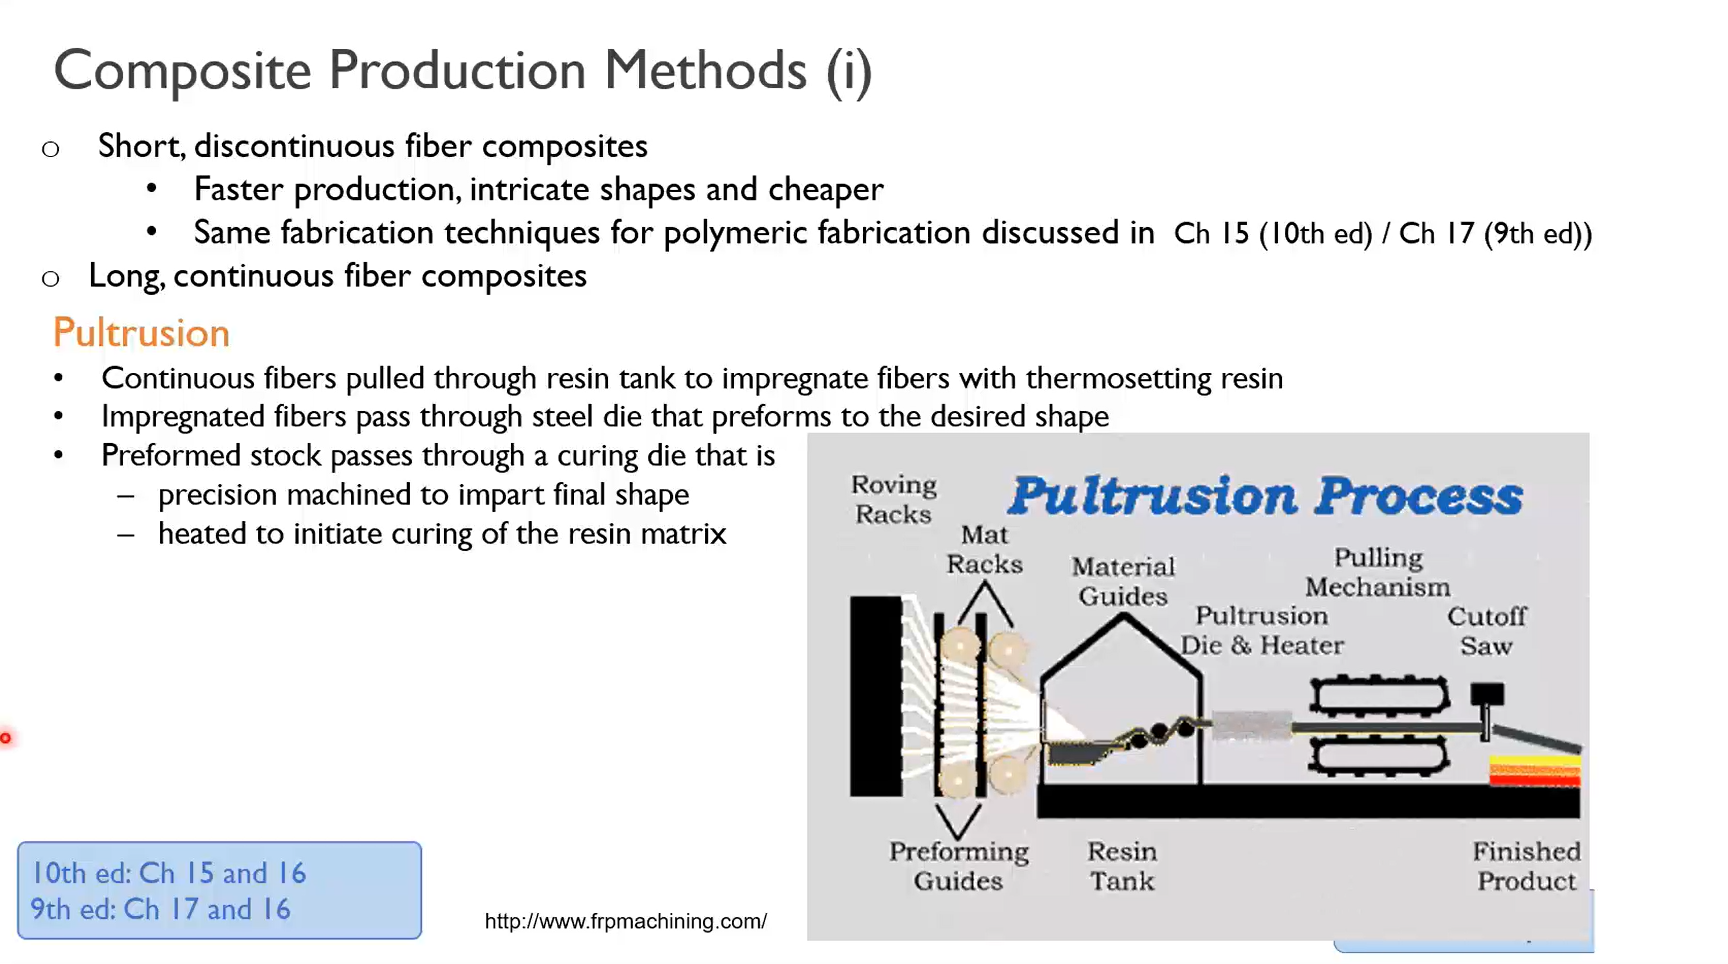 Composite Production Methods (i)
o Short, discontinuous fiber composites
• Faster production, intricate shapes and cheaper
• Same fabrication techniques for polymeric fabrication discussed in Ch 15 (10th ed) / Ch 17 (9th ed))
o Long, continuous fiber composites
Pultrusion
• Continuous fibers pulled through resin tank to impregnate fibers with thermosetting resin
• Impregnated fibers pass through steel die that preforms to the desired shape
• Preformed stock passes through a curing die that is
– precision machined to impart final shape
– heated to initiate curing of the resin matrix
Pultrusion Process
Roving
Racks
Mat
Racks
Material
Guides
Pulling
Mechanism
Pultrusion
Die & Heater
Cutoff
Saw
Preforming
Guides
Resin
Tank
Finished
Product
10th ed: Ch 15 and 16
9th ed: Ch 17 and 16
http://www.frpmachining.com/